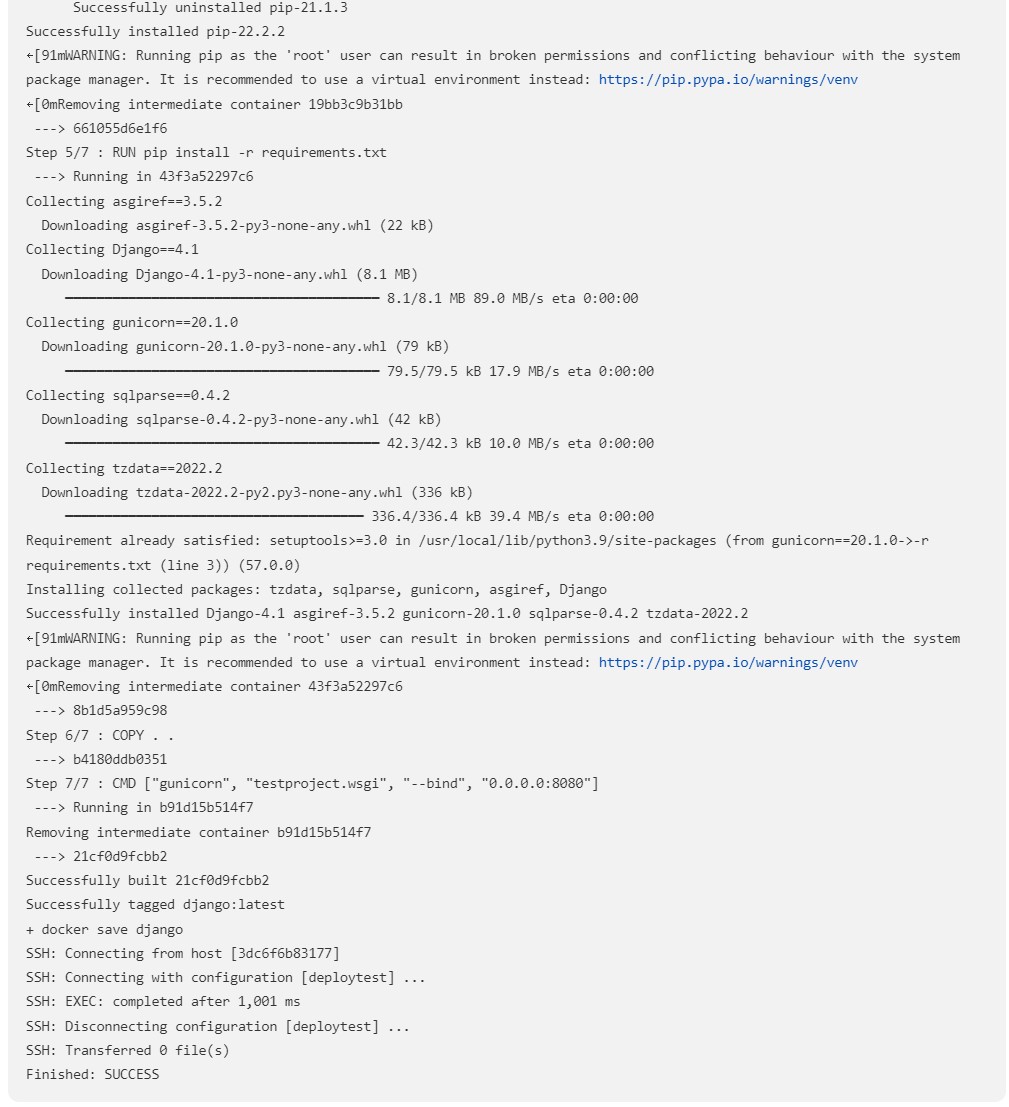 Successfully uninstalled pip-21.1.3
Successfully installed pip-22.2.2
←[91mWARNING: Running pip as the 'root' user can result in broken permissions and conflicting behaviour with the system
package manager. It is recommended to use a virtual environment instead: https://pip.pypa.io/warnings/venv
←[0mRemoving intermediate container 19bb3c9b31bb
---> 661055d6e1f6
Step 5/7 : RUN pip install -r requirements.txt
---> Running in 43f3a52297c6
Collecting asgiref==3.5.2
Downloading asgiref-3.5.2-py3-none-any.whl (22 kB)
Collecting Django==4.1
Downloading Django-4.1-py3-none-any.whl (8.1 MB)
━━━━━━━━━━━━━━━━━━━━━━━━━━━━━━━━━━━━━━━━ 8.1/8.1 MB 89.0 MB/s eta 0:00:00
Collecting gunicorn==20.1.0
Downloading gunicorn-20.1.0-py3-none-any.whl (79 kB)
━━━━━━━━━━━━━━━━━━━━━━━━━━━━━━━━━━━━━━━━ 79.5/79.5 kB 17.9 MB/s eta 0:00:00
Collecting sqlparse==0.4.2
Downloading sqlparse-0.4.2-py3-none-any.whl (42 kB)
━━━━━━━━━━━━━━━━━━━━━━━━━━━━━━━━━━━━━━━━ 42.3/42.3 kB 10.0 MB/s eta 0:00:00
Collecting tzdata==2022.2
Downloading tzdata-2022.2-py2.py3-none-any.whl (336 kB)
━━━━━━━━━━━━━━━━━━━━━━━━━━━━━━━━━━━━━━ 336.4/336.4 kB 39.4 MB/s eta 0:00:00
Requirement already satisfied: setuptools>=3.0 in /usr/local/lib/python3.9/site-packages (from gunicorn==20.1.0->-r
requirements.txt (line 3)) (57.0.0)
Installing collected packages: tzdata, sqlparse, gunicorn, asgiref, Django
Successfully installed Django-4.1 asgiref-3.5.2 gunicorn-20.1.0 sqlparse-0.4.2 tzdata-2022.2
←[91mWARNING: Running pip as the 'root' user can result in broken permissions and conflicting behaviour with the system
package manager. It is recommended to use a virtual environment instead: https://pip.pypa.io/warnings/venv
←[0mRemoving intermediate container 43f3a52297c6
---> 8b1d5a959c98
Step 6/7 : COPY . .
---> b4180ddb0351
Step 7/7 : CMD ["gunicorn", "testproject.wsgi", "--bind", "0.0.0.0:8080"]
---> Running in b91d15b514f7
Removing intermediate container b91d15b514f7
---> 21cf0d9fcbb2
Successfully built 21cf0d9fcbb2
Successfully tagged django:latest
+ docker save django
SSH: Connecting from host [3dc6f6b83177]
SSH: Connecting with configuration [deploytest] ...
SSH: EXEC: completed after 1,001 ms
SSH: Disconnecting configuration [deploytest] ...
SSH: Transferred 0 file(s)
Finished: SUCCESS